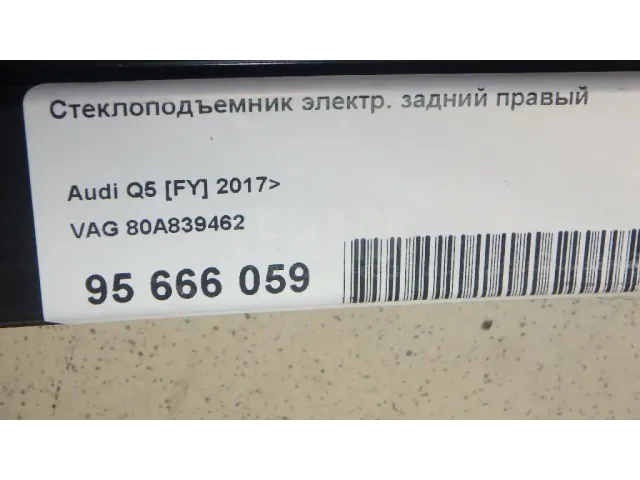 Стеклоподъемник электр. задний правый
Audi Q5 [FY] 2017>
VAG 80A839462
95 666 059